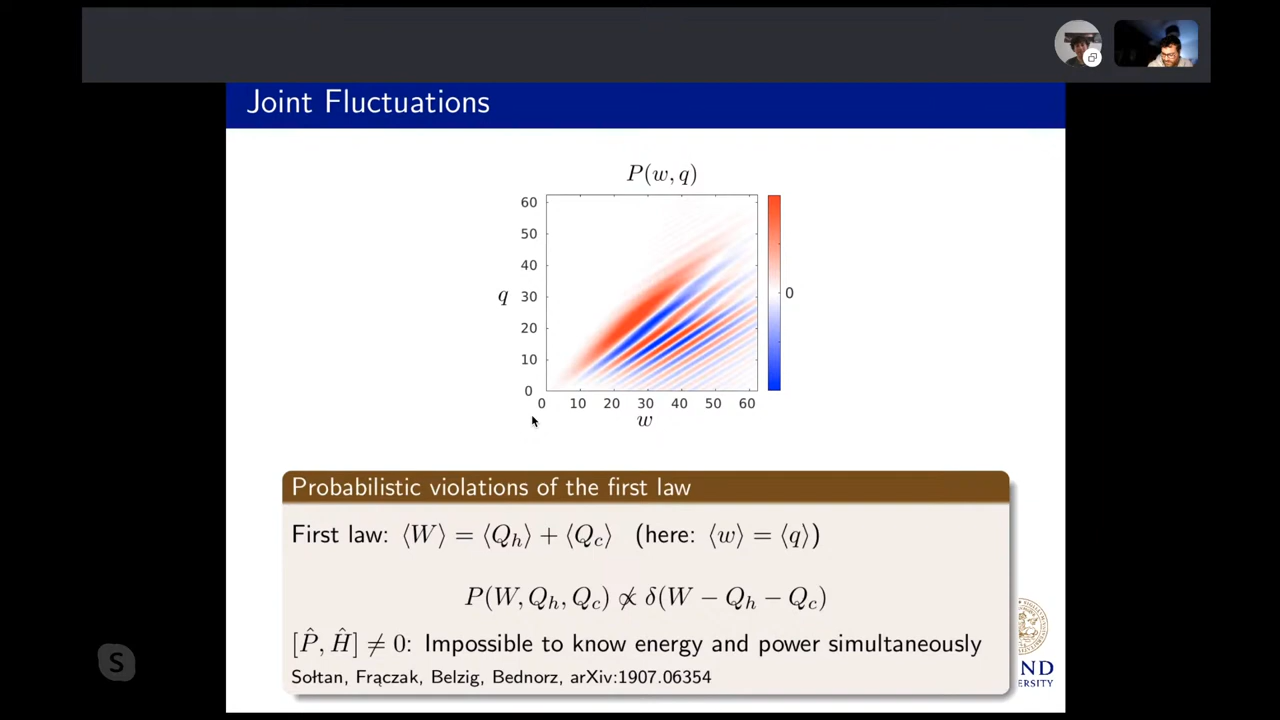 Joint Fluctuations
P(w, q)
60
50
40
30
20
10
0
q
0 10 20 30 40 50 60
w
0
Probabilistic violations of the first law
First law: ⟨W⟩ = ⟨Q_h⟩ + ⟨Q_c⟩ (here: ⟨w⟩ = ⟨q⟩)
P(W, Q_h, Q_c) ∝̸ δ(W − Q_h − Q_c)
[P̂, Ĥ] ≠ 0: Impossible to know energy and power simultaneously
Sołtan, Frączak, Belzig, Bednorz, arXiv:1907.06354
ND
ERSITY
S